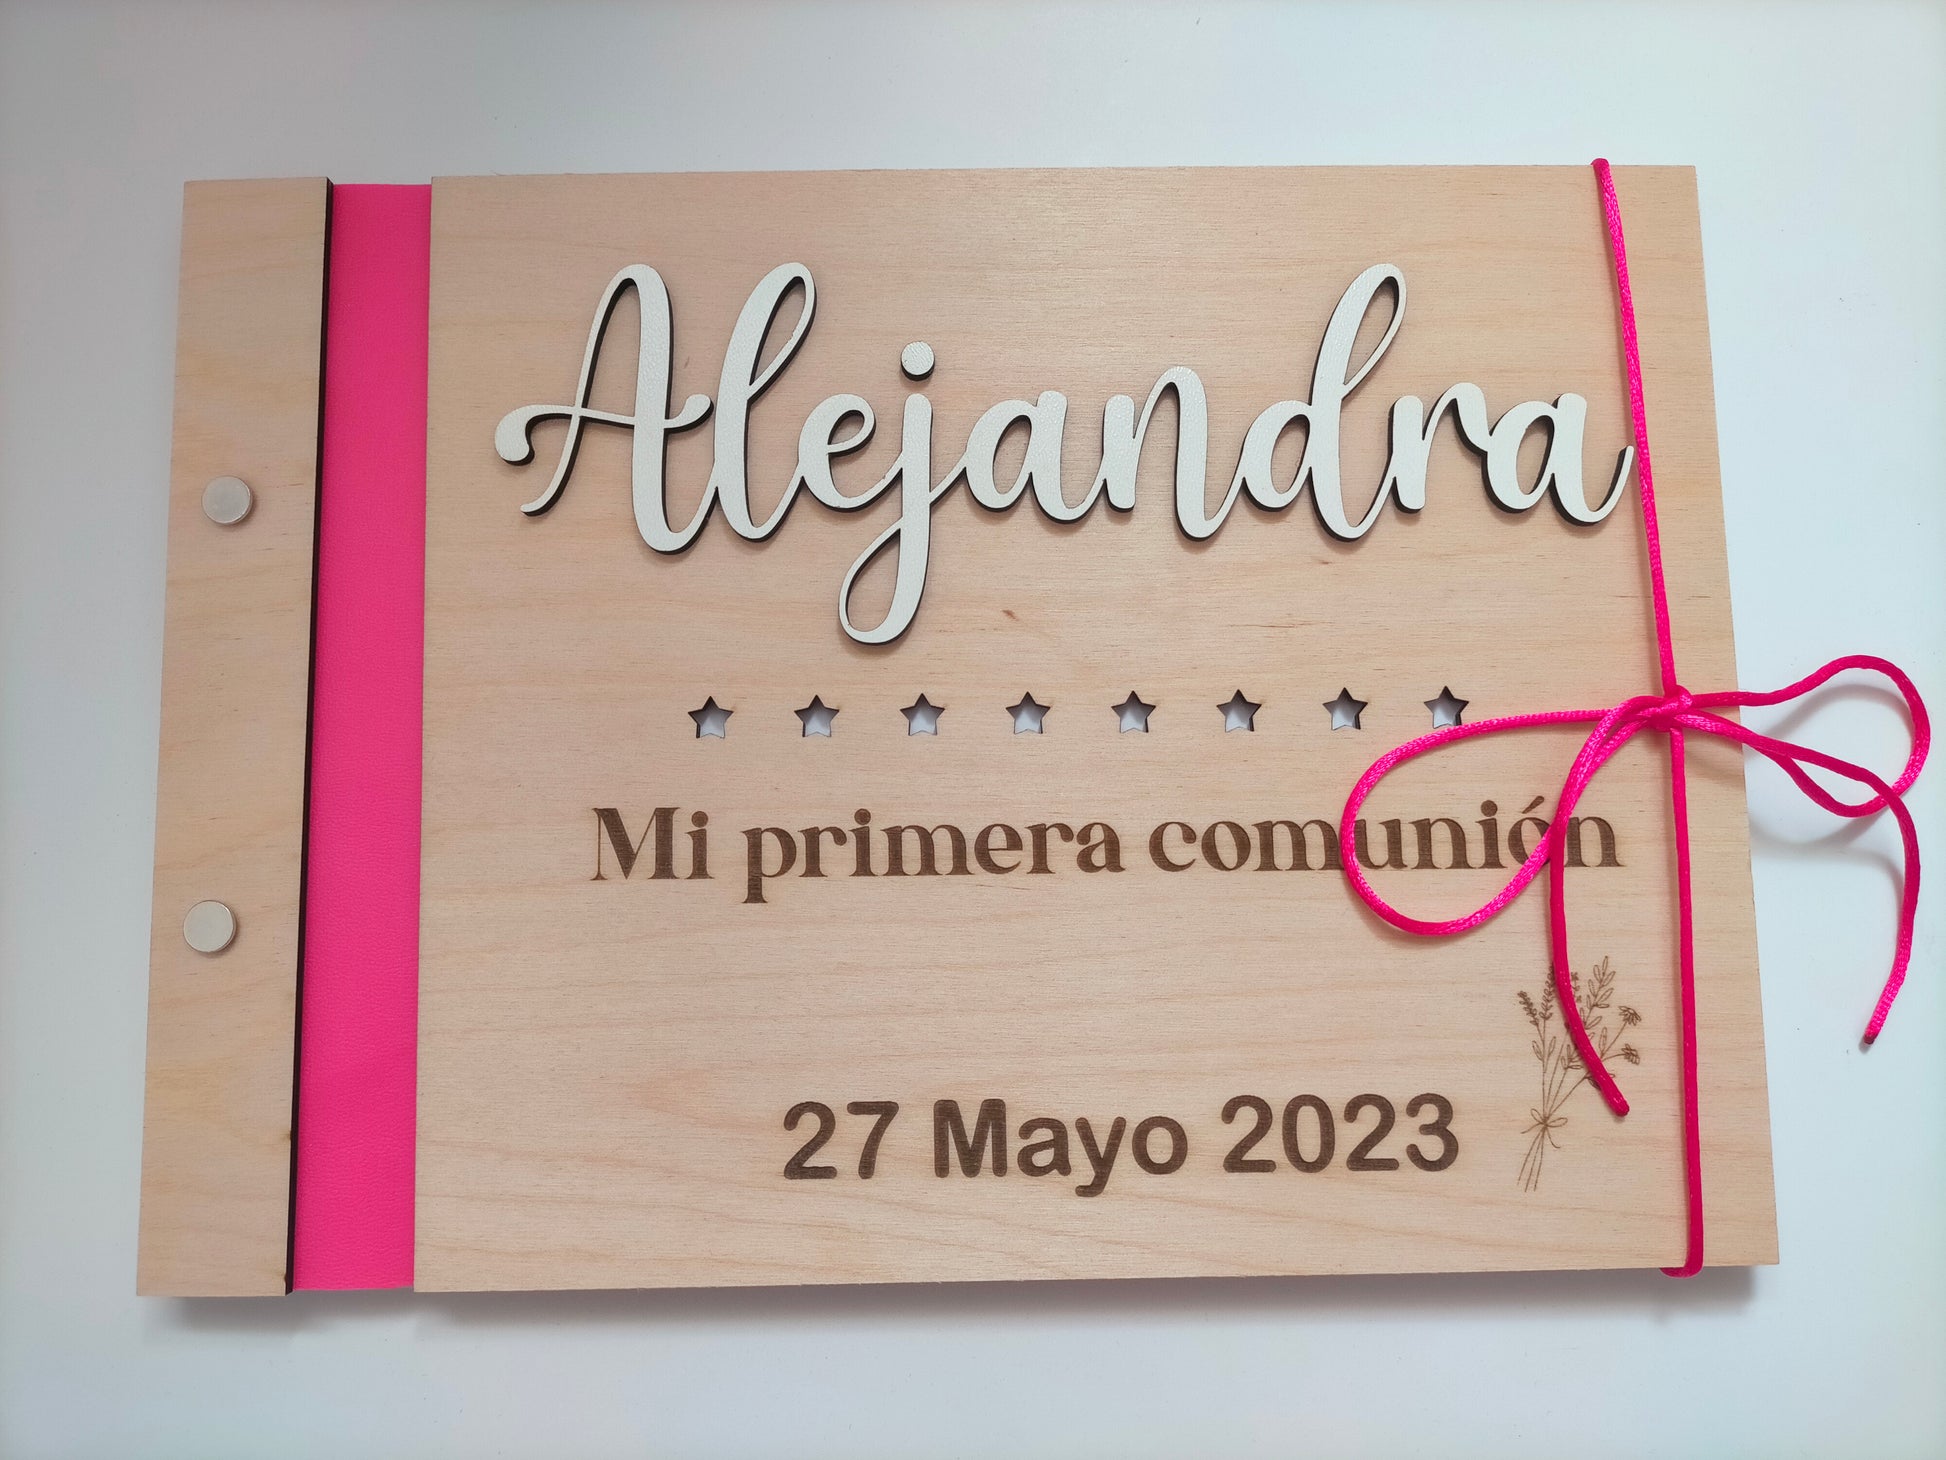 Alejandra
Mi primera comunión
27 Mayo 2023